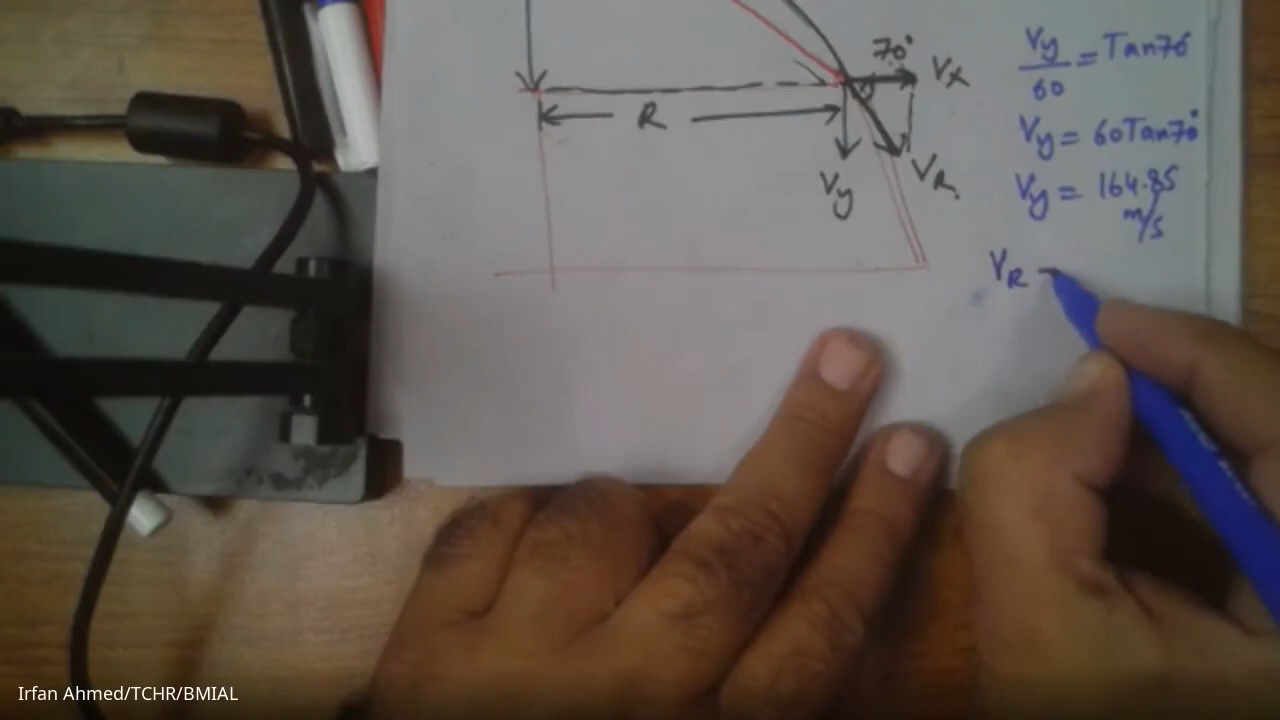 70°
Vx
R
Vy
VR.
Vy/60 = Tan70°
Vy = 60Tan70°
Vy = 164.85
m/s
VR -
Irfan Ahmed/TCHR/BMIAL